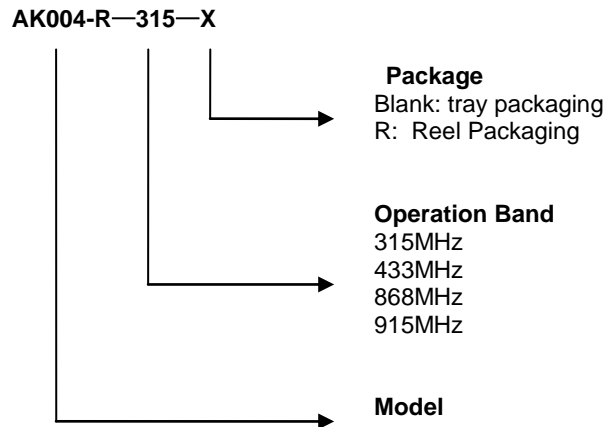 AK004-R—315—X
Package
Blank: tray packaging
R: Reel Packaging
Operation Band
315MHz
433MHz
868MHz
915MHz
Model